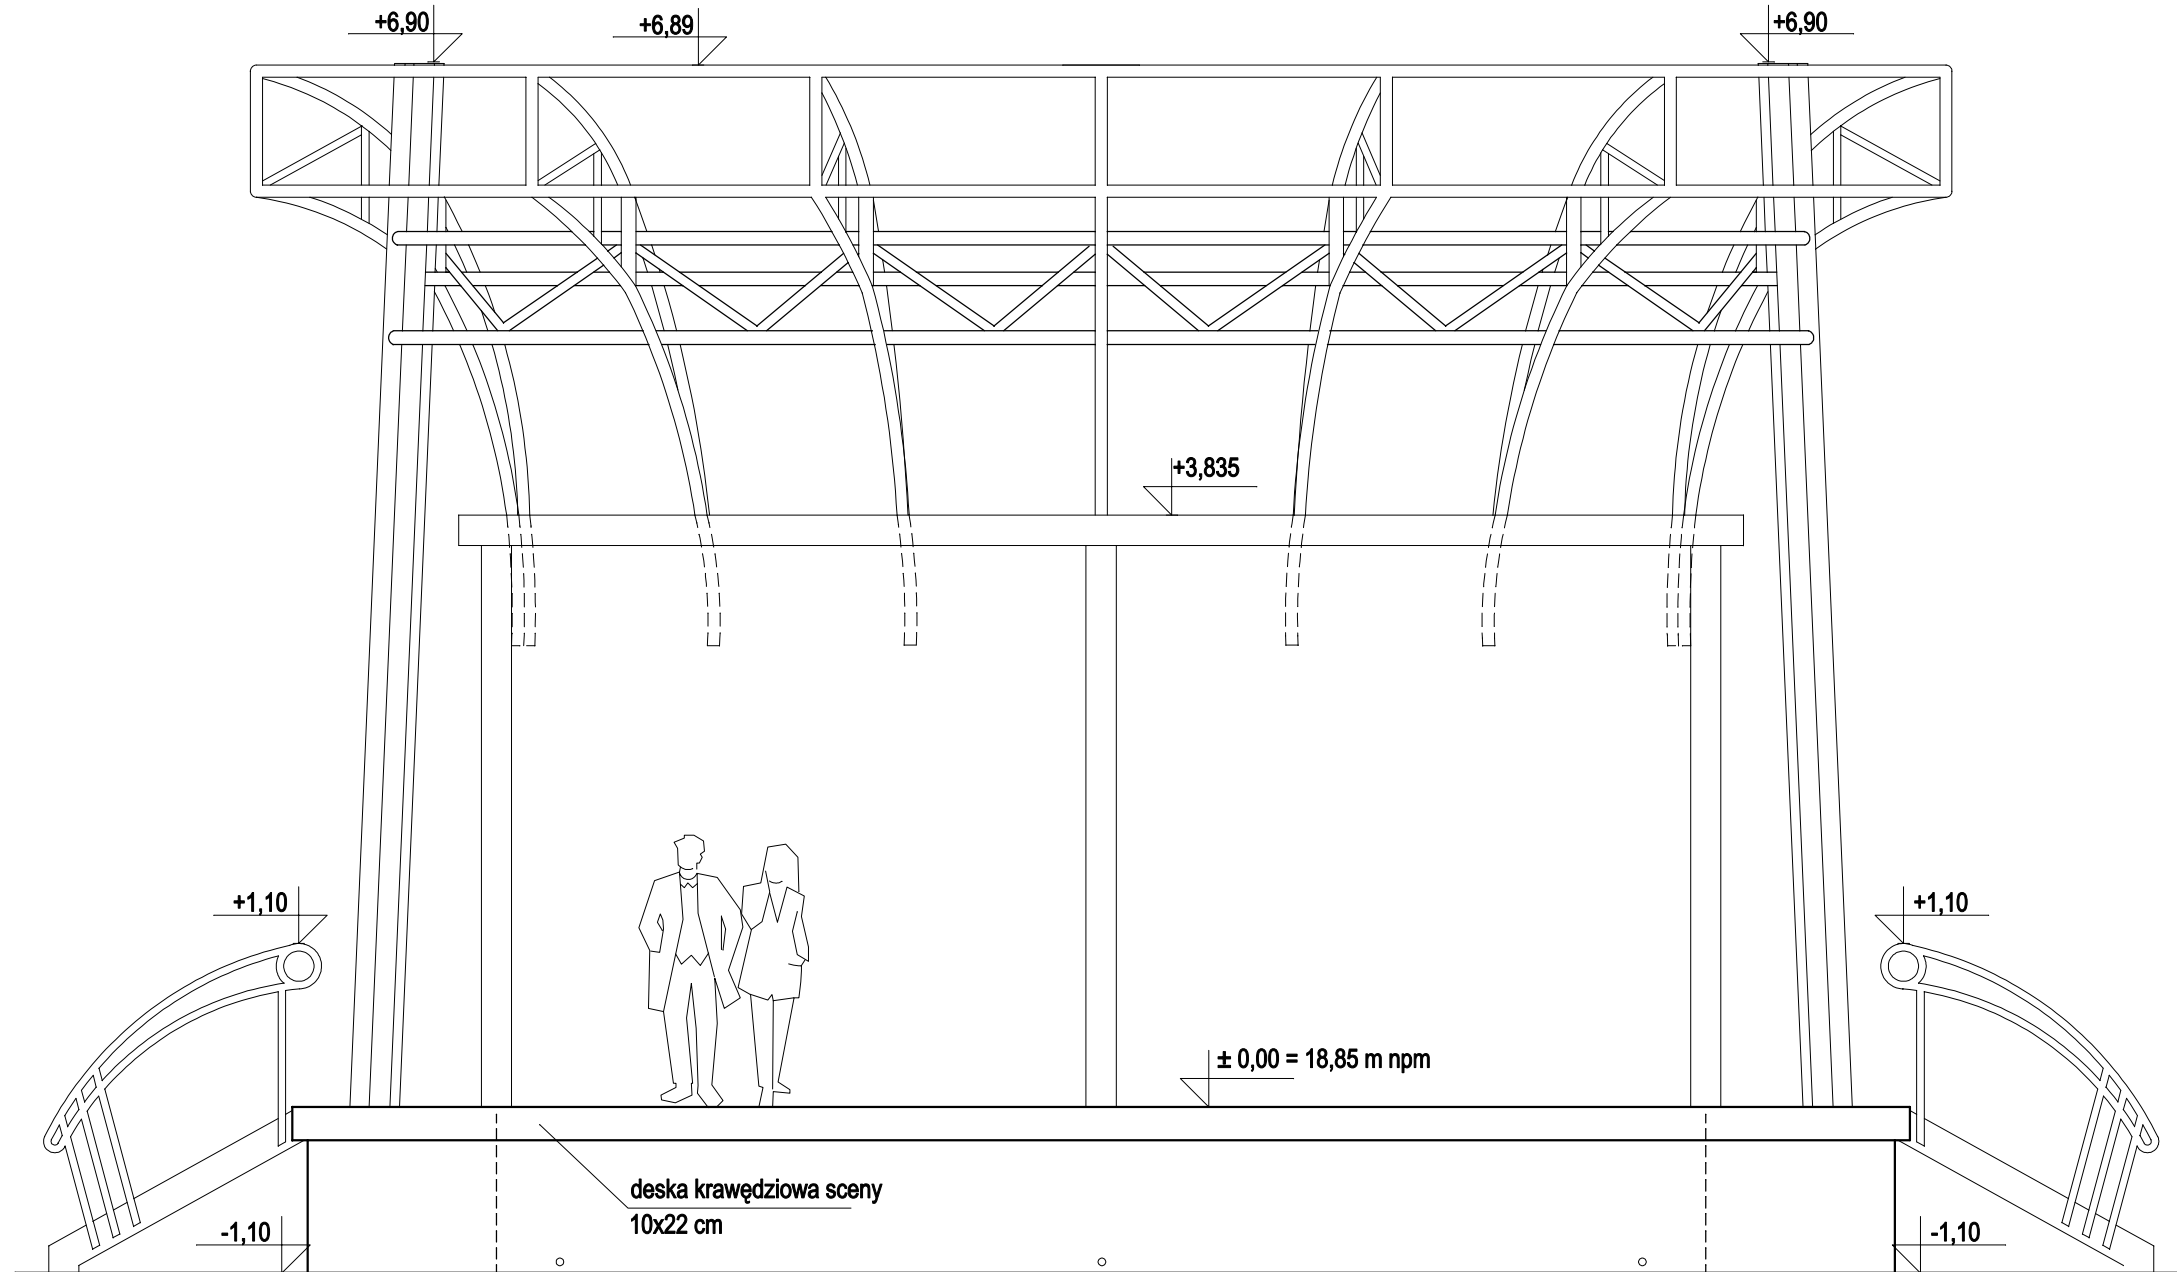 +6,90
+6,89
+6,90
+3,835
+1,10
+1,10
± 0,00 = 18,85 m npm
deska krawędziowa sceny
10x22 cm
-1,10
-1,10